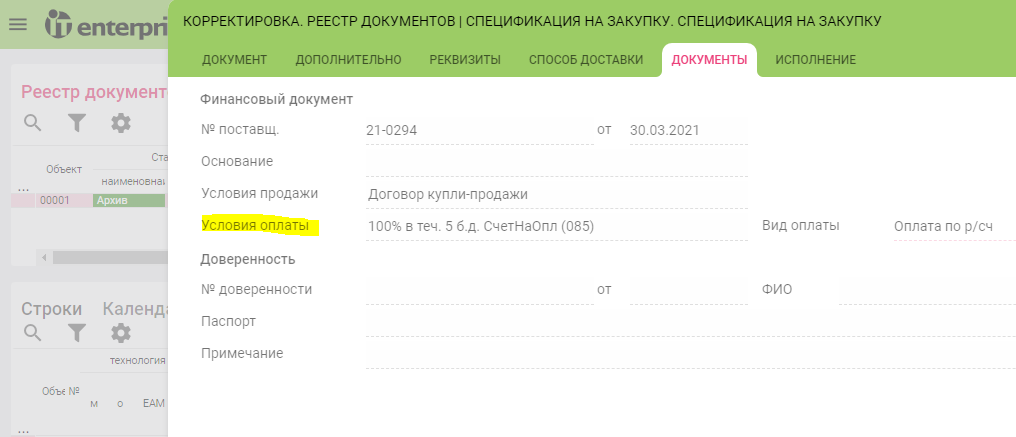 enterpri
КОРРЕКТИРОВКА. РЕЕСТР ДОКУМЕНТОВ | СПЕЦИФИКАЦИЯ НА ЗАКУПКУ. СПЕЦИФИКАЦИЯ НА ЗАКУПКУ
ДОКУМЕНТ ДОПОЛНИТЕЛЬНО РЕКВИЗИТЫ СПОСОБ ДОСТАВКИ ДОКУМЕНТЫ ИСПОЛНЕНИЕ
Реестр документ
Объект
Ста
наименовани
...
00001 Архив
Строки Календа
технология
Объе №
м о ЕАМ
...
Финансовый документ
№ поставщ. 21-0294 от 30.03.2021
Основание
Условия продажи Договор купли-продажи
Условия оплаты 100% в теч. 5 б.д. СчетНаОпл (085) Вид оплаты Оплата по р/сч
Доверенность
№ доверенности от ФИО
Паспорт
Примечание